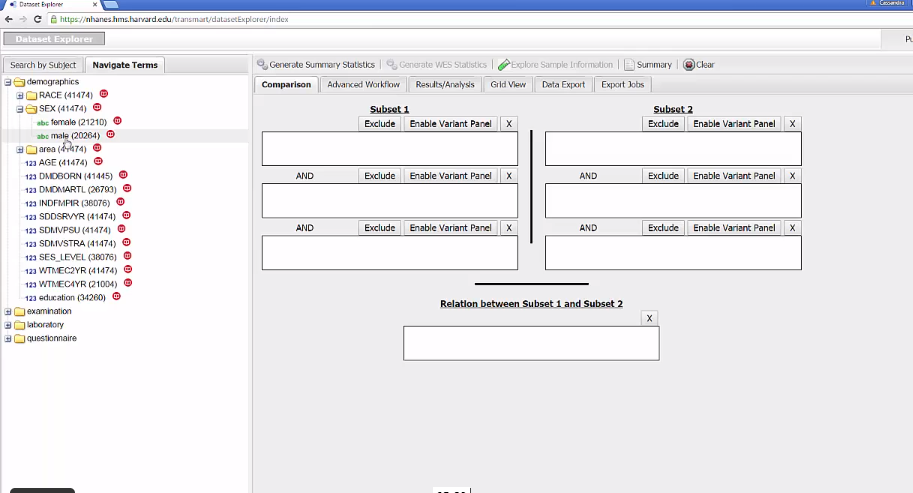 Dataset Explorer
Cassandra
https://nhanes.hms.harvard.edu/transmart/datasetExplorer/index
Dataset Explorer
Search by Subject Navigate Terms
Generate Summary Statistics Generate WES Statistics Explore Sample Information Summary Clear
Comparison Advanced Workflow Results/Analysis Grid View Data Export Export Jobs
demographics
RACE (41474)
SEX (41474)
abc female (21210)
abc male (20264)
area (41474)
123 AGE (41474)
123 DMDBORN (41445)
123 DMDMARTL (26793)
123 INDFMPIR (38076)
123 SDDSRVYR (41474)
123 SDMVPSU (41474)
123 SDMVSTRA (41474)
123 SES_LEVEL (38076)
123 WTMEC2YR (41474)
123 WTMEC4YR (21004)
123 education (34260)
examination
laboratory
questionnaire
Subset 1 Subset 2
Exclude Enable Variant Panel X Exclude Enable Variant Panel X
AND Exclude Enable Variant Panel X AND Exclude Enable Variant Panel X
AND Exclude Enable Variant Panel X AND Exclude Enable Variant Panel X
Relation between Subset 1 and Subset 2
X